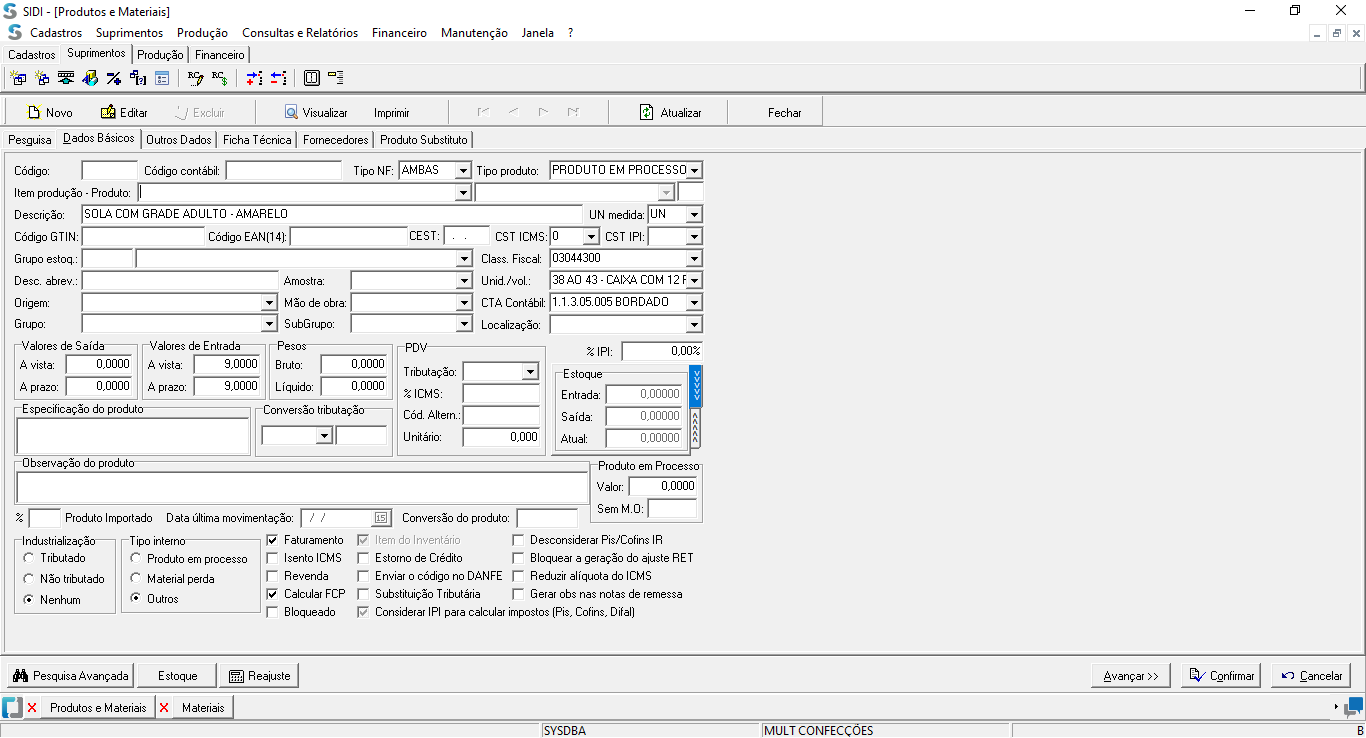 SIDI - [Produtos e Materiais]
Cadastros Suprimentos Produção Consultas e Relatórios Financeiro Manutenção Janela ?
Cadastros Suprimentos Produção Financeiro
Novo Editar Excluir Visualizar Imprimir Atualizar Fechar
Pesquisa Dados Básicos Outros Dados Ficha Técnica Fornecedores Produto Substituto
Código: Código contábil: Tipo NF: AMBAS Tipo produto: PRODUTO EM PROCESSO
Item produção - Produto:
Descrição: SOLA COM GRADE ADULTO - AMARELO UN medida: UN
Código GTIN: Código EAN(14): CEST: . . CST ICMS: 0 CST IPI:
Grupo estoq.: Class. Fiscal: 03044300
Desc. abrev.: Amostra: Unid./vol.: 38 AO 43 - CAIXA COM 12 F
Origem: Mão de obra: CTA Contábil: 1.1.3.05.005 BORDADO
Grupo: SubGrupo: Localização:
Valores de Saída Valores de Entrada Pesos PDV % IPI: 0,00%
A vista: 0,0000 A vista: 9,0000 Bruto: 0,0000 Tributação: Estoque
A prazo: 0,0000 A prazo: 9,0000 Líquido: 0,0000 % ICMS: Entrada: 0,00000
Especificação do produto Conversão tributação Cód. Altern.: Saída: 0,00000
Unitário: 0,000 Atual: 0,00000
Observação do produto Produto em Processo
Valor: 0,0000
Sem M.O:
% Produto Importado Data última movimentação: / / 15 Conversão do produto:
Industrialização Tipo interno Faturamento Item do Inventário Desconsiderar Pis/Cofins IR
Tributado Produto em processo Isento ICMS Estorno de Crédito Bloquear a geração do ajuste RET
Não tributado Material perda Revenda Enviar o código no DANFE Reduzir alíquota do ICMS
Nenhum Outros Calcular FCP Substituição Tributária Gerar obs nas notas de remessa
Bloqueado Considerar IPI para calcular impostos (Pis, Cofins, Difal)
Pesquisa Avançada Estoque Reajuste Avançar >> Confirmar Cancelar
Produtos e Materiais Materiais
SYSDBA MULT CONFECÇÕES B